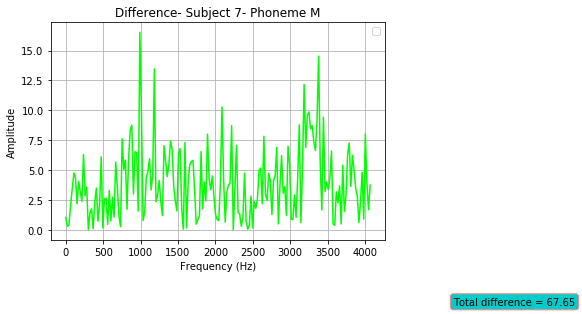 Difference- Subject 7- Phoneme M
Amplitude
15.0
12.5
10.0
7.5
5.0
2.5
0.0
0 500 1000 1500 2000 2500 3000 3500 4000
Frequency (Hz)
Total difference = 67.65